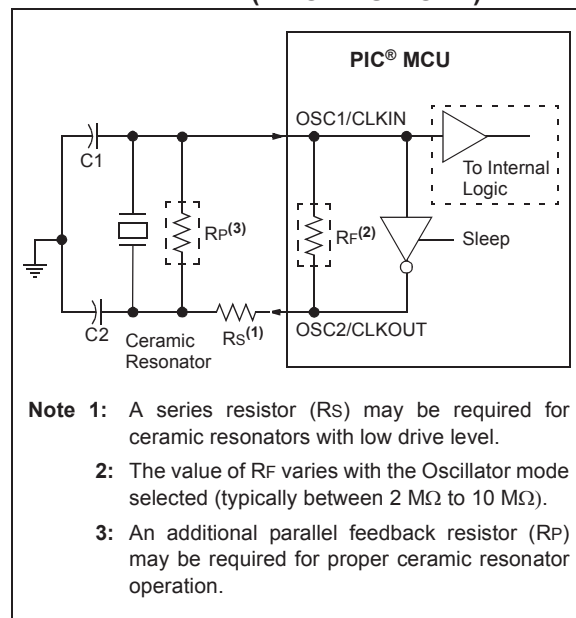 PIC® MCU
OSC1/CLKIN
C1
To Internal
Logic
RP(3)
RF(2)
Sleep
C2
Ceramic
Resonator
RS(1)
OSC2/CLKOUT
Note 1: A series resistor (RS) may be required for
ceramic resonators with low drive level.
2: The value of RF varies with the Oscillator mode
selected (typically between 2 MΩ to 10 MΩ).
3: An additional parallel feedback resistor (RP)
may be required for proper ceramic resonator
operation.